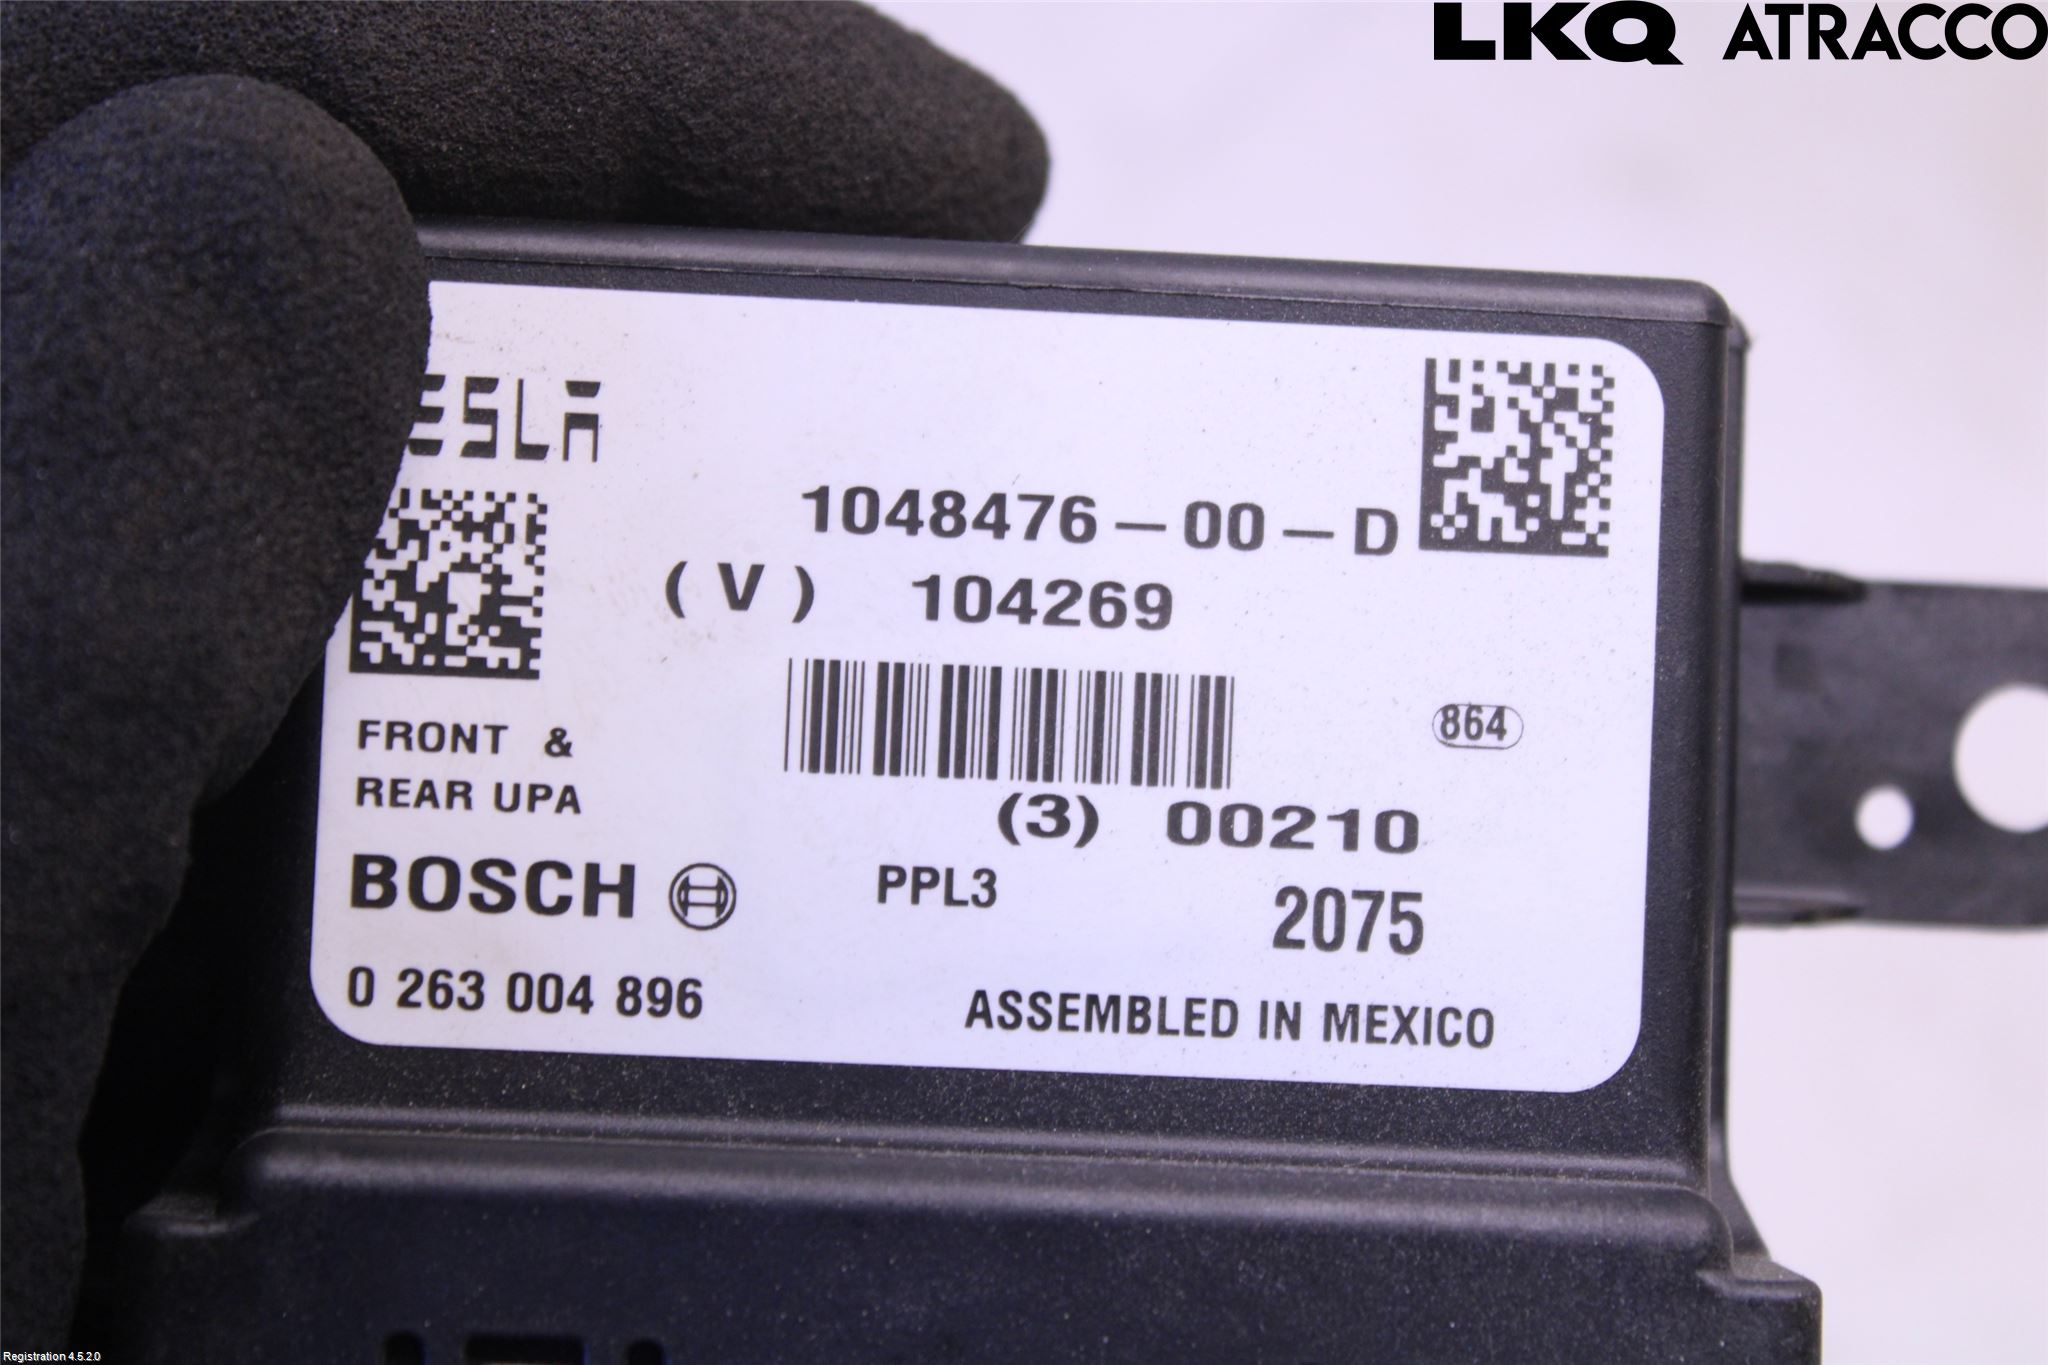 LKQ ATRACCO
ESLA
1048476-00-D
(V) 104269
FRONT &
REAR UPA
864
(3) 00210
BOSCH
PPL3
2075
0 263 004 896
ASSEMBLED IN MEXICO
Registration 4.5.2.0